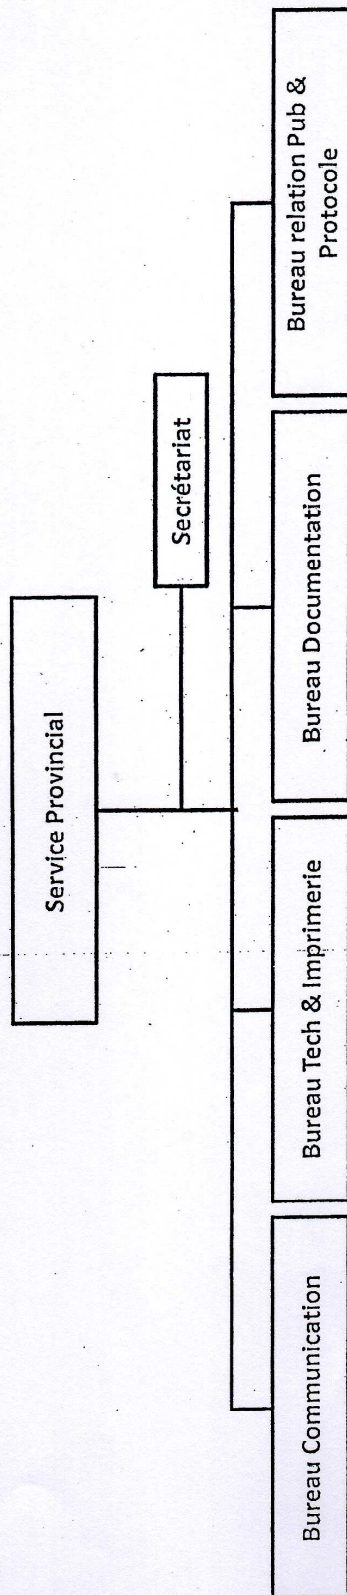 Service Provincial
Secrétariat
Bureau Communication
Bureau Tech & Imprimerie
Bureau Documentation
Bureau relation Pub &
Protocole